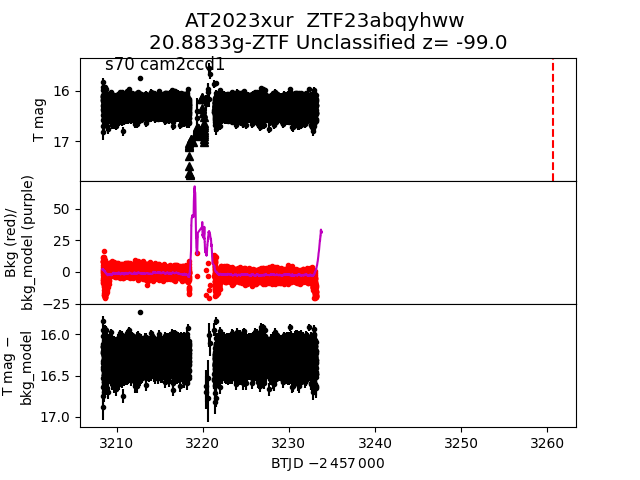 AT2023xur ZTF23abqyhww
20.8833g-ZTF Unclassified z= -99.0
s70 cam2ccd1
T mag
16
17
Bkg (red)/
bkg_model (purple)
50
25
0
−25
T mag −
bkg_model
16.0
16.5
17.0
3210 3220 3230 3240 3250 3260
BTJD −2 457 000